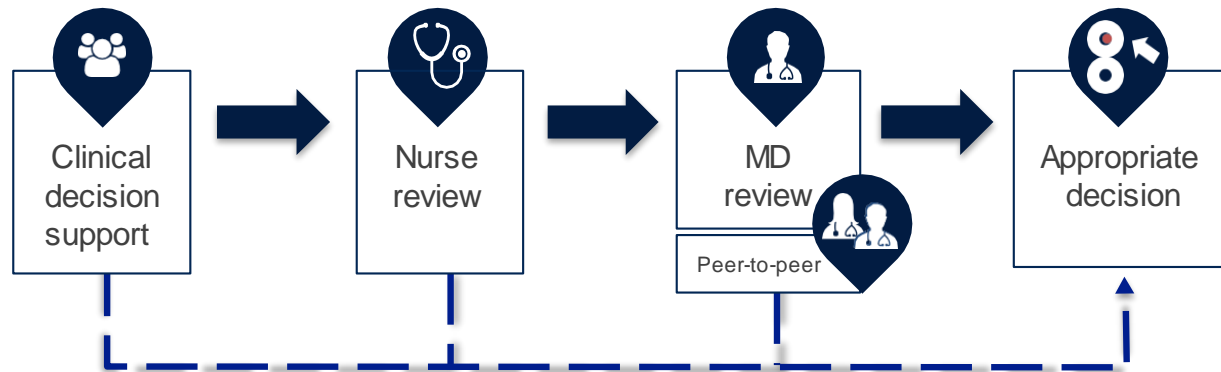 Clinical
decision
support
Nurse
review
MD
review
Peer-to-peer
Appropriate
decision